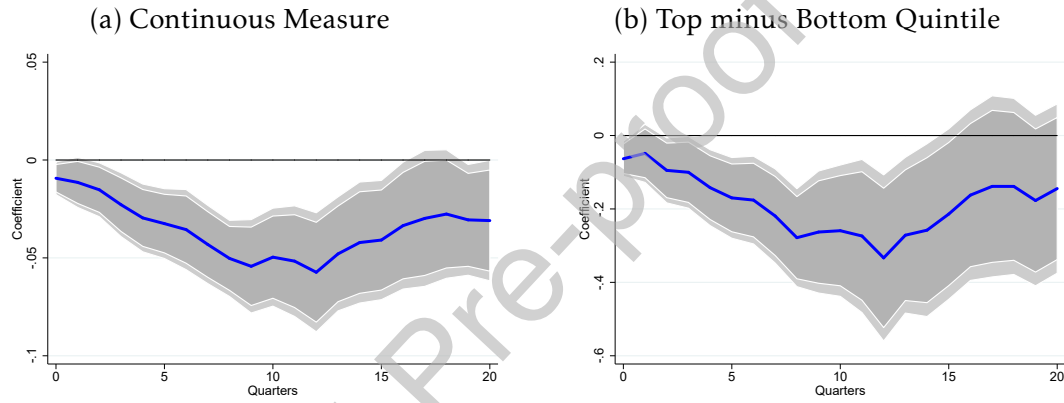 (a) Continuous Measure
(b) Top minus Bottom Quintile
Coefficient
.05
0
-.05
-.1
0
5
10
15
20
Quarters
Coefficient
.2
0
-.2
-.4
-.6
0
5
10
15
20
Quarters
Pre-proof